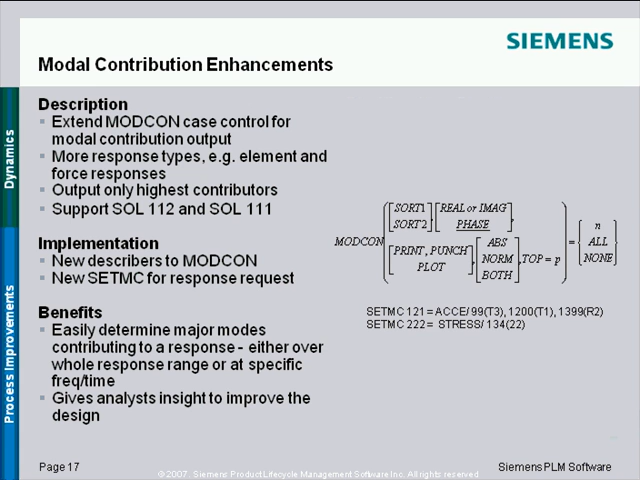 SIEMENS
Modal Contribution Enhancements
Dynamics
Process Improvements
Description
Extend MODCON case control for
modal contribution output
More response types, e.g. element and
force responses
Output only highest contributors
Support SOL 112 and SOL 111
Implementation
New describers to MODCON
New SETMC for response request
Benefits
Easily determine major modes
contributing to a response - either over
whole response range or at specific
freq/time
Gives analysts insight to improve the
design
MODCON ( [SORT1 SORT2], [REAL or IMAG PHASE], [PRINT, PUNCH PLOT], [ABS NORM BOTH], TOP = p ) = { n ALL NONE }
SETMC 121 = ACCE/ 99(T3), 1200(T1), 1399(R2)
SETMC 222 = STRESS/ 134(22)
Page 17
© 2007. Siemens Product Lifecycle Management Software Inc. All rights reserved
Siemens PLM Software